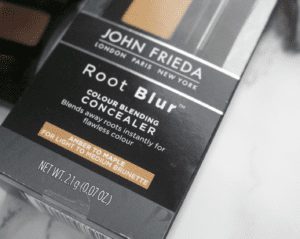 JOHN FRIEDA
LONDON PARIS NEW YORK
Root Blur™
COLOUR BLENDING
CONCEALER
Blends away roots instantly for
flawless colour
AMBER TO MAPLE
FOR LIGHT TO MEDIUM BRUNETTE
NET WT. 2.1 g (0.07 OZ.)